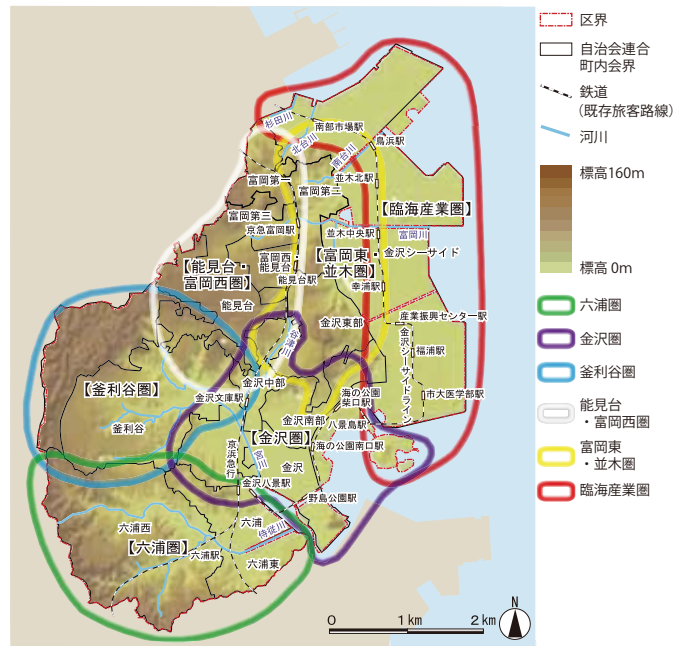 区界
自治会連合
町内会界
鉄道
(既存旅客路線)
河川
標高160m
標高 0m
六浦圏
金沢圏
釜利谷圏
能見台
・富岡西圏
富岡東
・並木圏
臨海産業圏
杉田川
南部市場駅
北台川
鳥浜駅
南台川
富岡第一
並木北駅
富岡第二
富岡第三
【臨海産業圏】
京急富岡駅
並木中央駅
富岡川
【富岡東・
並木圏】
金沢シーサイド
富岡西・
能見台
【能見台・
富岡西圏】
能見台駅
幸浦駅
能見台
産業振興センター駅
金沢東部
谷津川
金沢シーサイドライン
福浦駅
【釜利谷圏】
金沢中部
金沢文庫駅
海の公園
柴口駅
市大医学部駅
釜利谷
金沢南部
八景島駅
【金沢圏】
海の公園南口駅
京浜急行
宮川
金沢
金沢八景駅
野島公園駅
六浦西
六浦
侍従川
【六浦圏】
六浦駅
六浦東
0 1km 2km
N